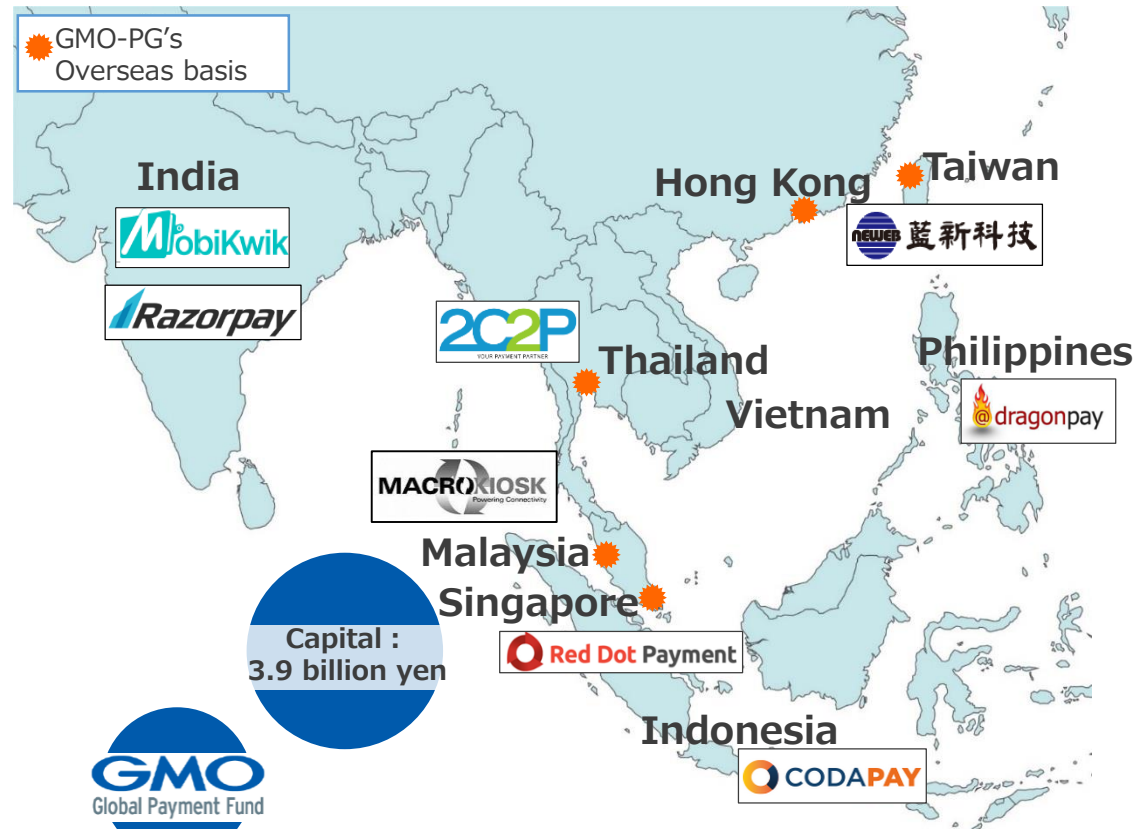 GMO-PG's
Overseas basis
India
MobiKwik
Razorpay
Hong Kong
Taiwan
neweb 藍新科技
2C2P
YOUR PAYMENT PARTNER
Thailand
Vietnam
Philippines
@ dragonpay
MACROKIOSK
Powering Connectivity
Malaysia
Singapore
Red Dot Payment
Capital :
3.9 billion yen
Indonesia
CODAPAY
GMO
Global Payment Fund